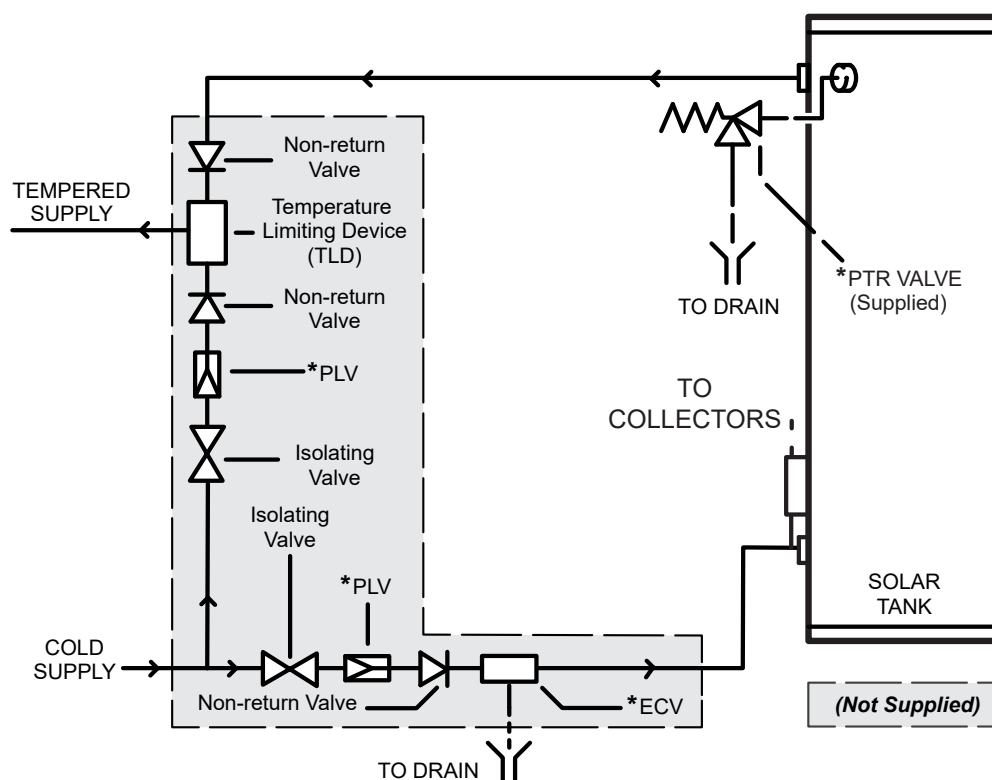 Non-return
Valve
TEMPERED
SUPPLY
Temperature
Limiting Device
(TLD)
*PTR VALVE
(Supplied)
TO DRAIN
Non-return
Valve
*PLV
TO
COLLECTORS
Isolating
Valve
Isolating
Valve
*PLV
SOLAR
TANK
COLD
SUPPLY
Non-return Valve
*ECV
(Not Supplied)
TO DRAIN